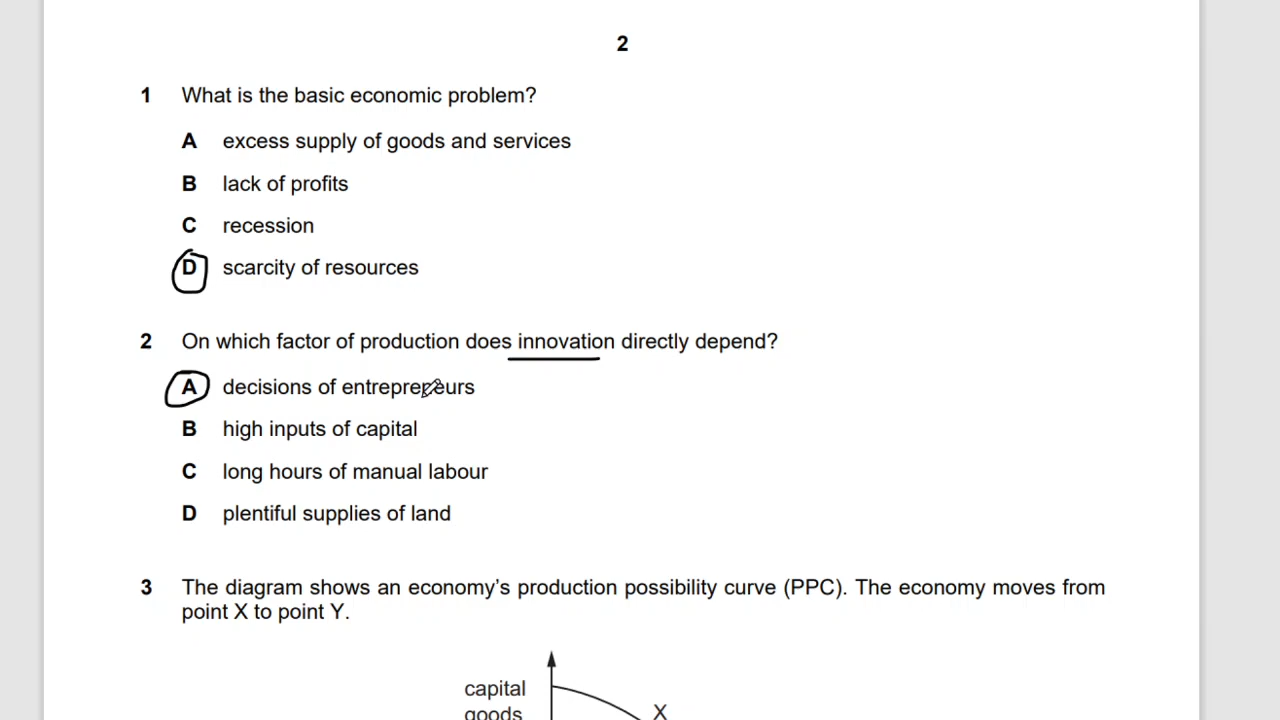 2
1 What is the basic economic problem?
A excess supply of goods and services
B lack of profits
C recession
D scarcity of resources
2 On which factor of production does innovation directly depend?
A decisions of entrepreneurs
B high inputs of capital
C long hours of manual labour
D plentiful supplies of land
3 The diagram shows an economy’s production possibility curve (PPC). The economy moves from
point X to point Y.
capital
goods
X